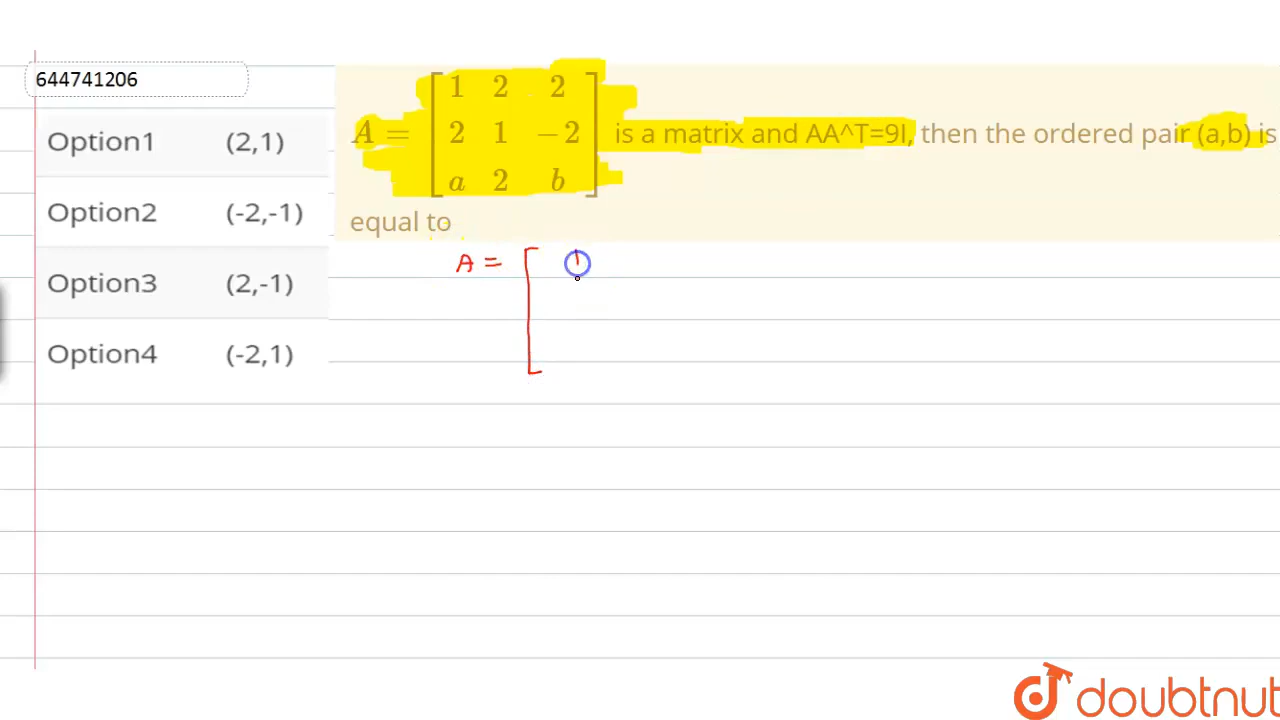 644741206
Option1 (2,1)
Option2 (-2,-1)
Option3 (2,-1)
Option4 (-2,1)
A = [1 2 2
2 1 -2
a 2 b] is a matrix and AA^T=9I, then the ordered pair (a,b) is
equal to
A = [ 1
doubtnut